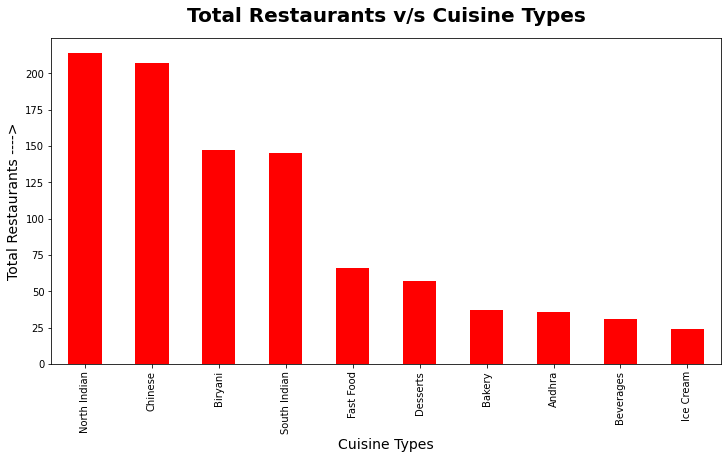 Total Restaurants v/s Cuisine Types
Total Restaurants ---->
200
175
150
125
100
75
50
25
0
North Indian
Chinese
Biryani
South Indian
Fast Food
Desserts
Bakery
Andhra
Beverages
Ice Cream
Cuisine Types